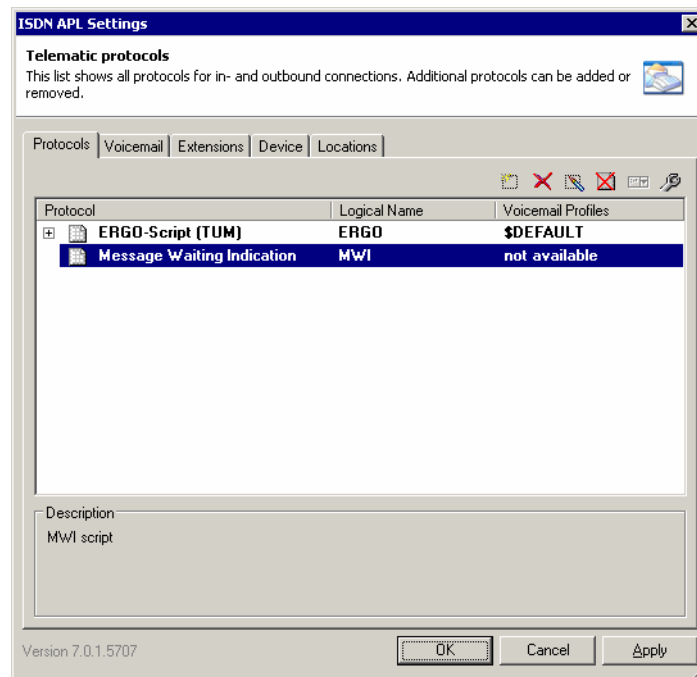 ISDN APL Settings
Telematic protocols
This list shows all protocols for in- and outbound connections. Additional protocols can be added or
removed.
Protocols Voicemail Extensions Device Locations
Protocol Logical Name Voicemail Profiles
ERGO-Script (TUM) ERGO $DEFAULT
Message Waiting Indication MWI not available
Description
MWI script
Version 7.0.1.5707 OK Cancel Apply